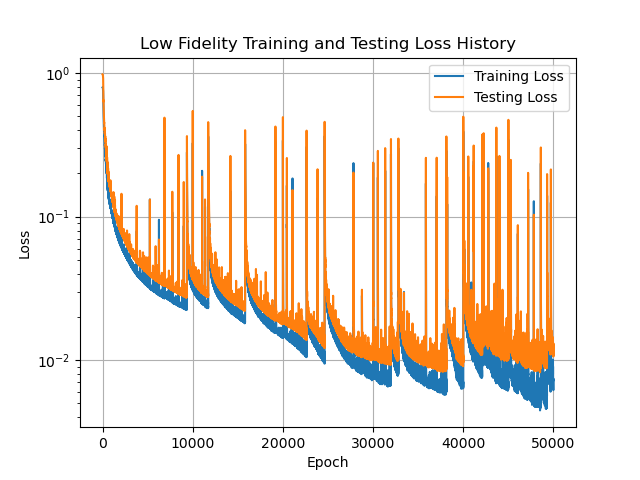 Low Fidelity Training and Testing Loss History
Training Loss
Testing Loss
10⁰
10⁻¹
10⁻²
Loss
0
10000
20000
30000
40000
50000
Epoch